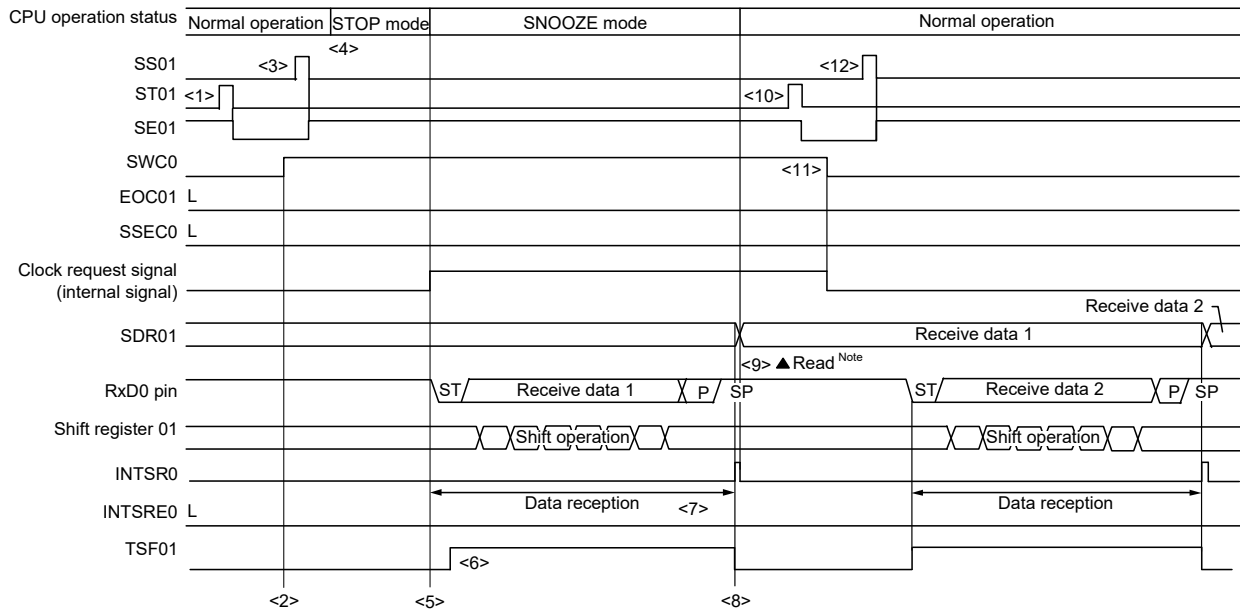 CPU operation status
Normal operation
STOP mode
SNOOZE mode
Normal operation
<4>
SS01
<3>
<12>
ST01
<1>
<10>
SE01
SWC0
<11>
EOC01 L
SSEC0 L
Clock request signal
(internal signal)
Receive data 2
SDR01
Receive data 1
<9> ▲ Read Note
RxD0 pin
ST
Receive data 1
P
SP
ST
Receive data 2
P
SP
Shift register 01
Shift operation
Shift operation
INTSR0
Data reception
<7>
Data reception
INTSRE0 L
TSF01
<6>
<2>
<5>
<8>